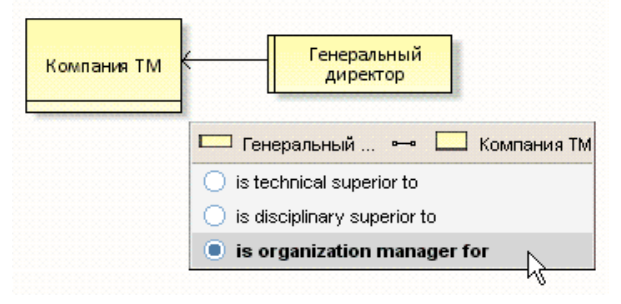 Компания ТМ
Генеральный
директор
Генеральный ... Компания ТМ
is technical superior to
is disciplinary superior to
is organization manager for